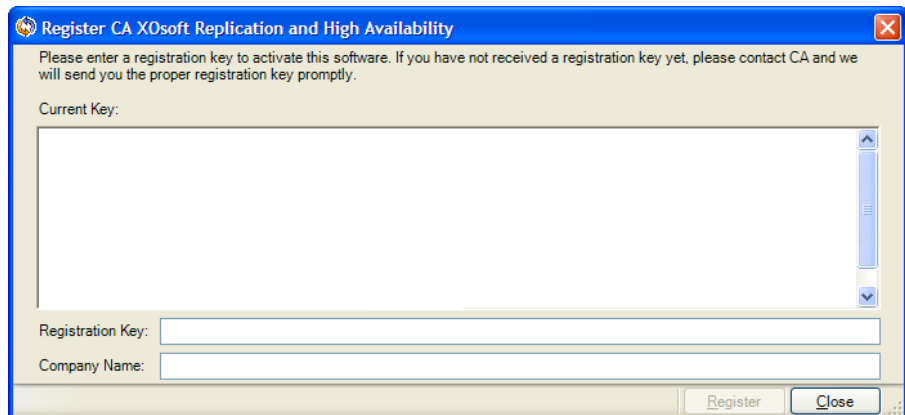 Register CA XOsoft Replication and High Availability
Please enter a registration key to activate this software. If you have not received a registration key yet, please contact CA and we
will send you the proper registration key promptly.
Current Key:
Registration Key:
Company Name:
Register Close